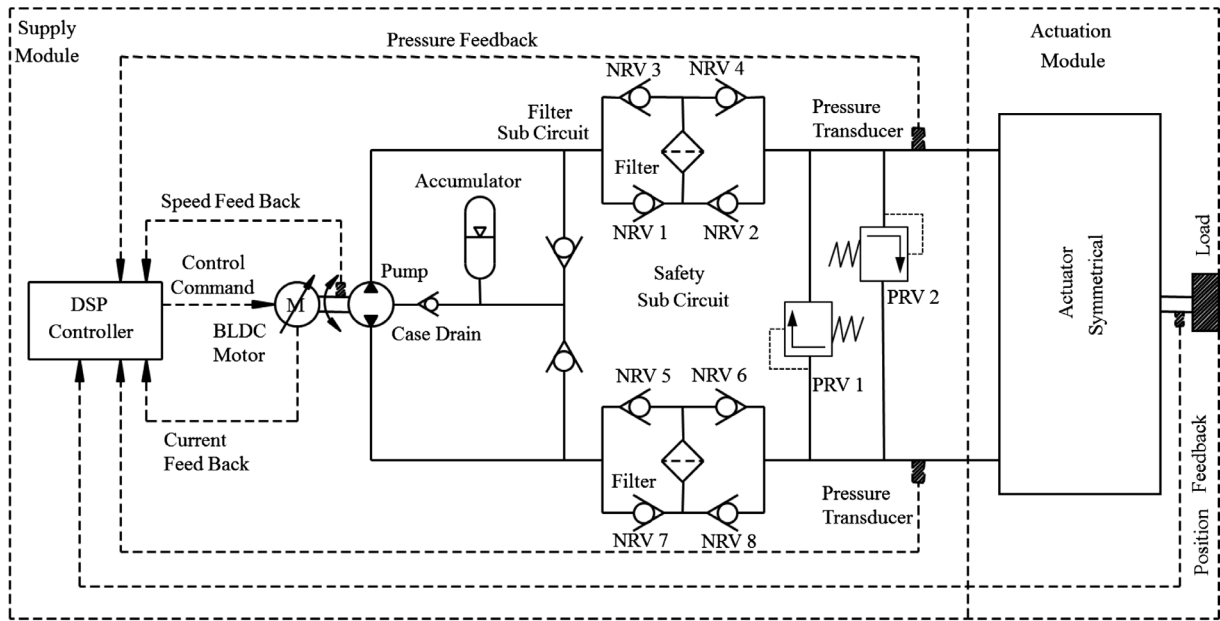 Supply
Module
Pressure Feedback
Actuation
Module
NRV 3
NRV 4
Filter
Sub Circuit
Pressure
Transducer
Filter
Accumulator
Speed Feed Back
NRV 1
NRV 2
Control
Command
Pump
Safety
Sub Circuit
PRV 2
DSP
Controller
M
BLDC
Motor
Case Drain
PRV 1
NRV 5
NRV 6
Current
Feed Back
Filter
Pressure
Transducer
NRV 7
NRV 8
Actuator
Symmetrical
Load
Position Feedback